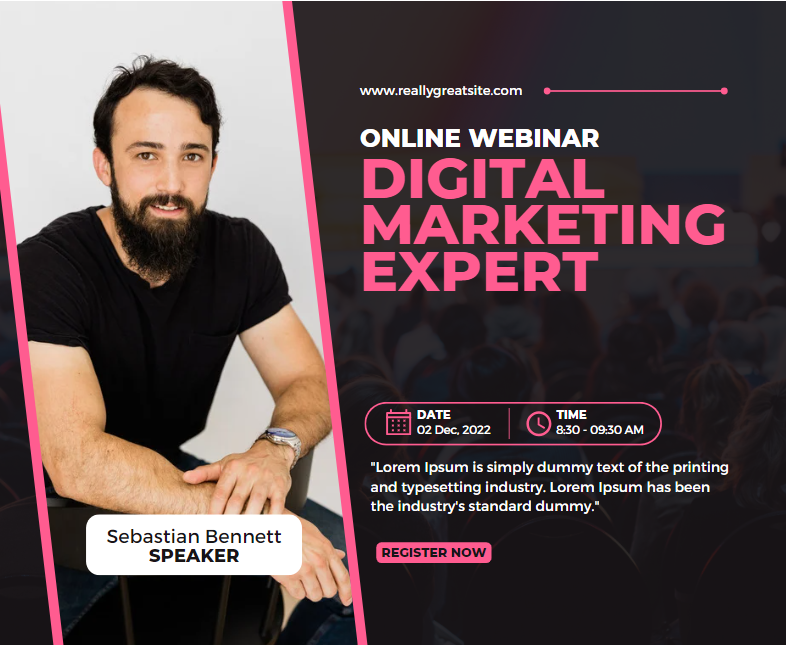 www.reallygreatsite.com
ONLINE WEBINAR
DIGITAL
MARKETING
EXPERT
DATE
02 Dec, 2022
TIME
8:30 - 09:30 AM
"Lorem Ipsum is simply dummy text of the printing
and typesetting industry. Lorem Ipsum has been
the industry's standard dummy."
REGISTER NOW
Sebastian Bennett
SPEAKER